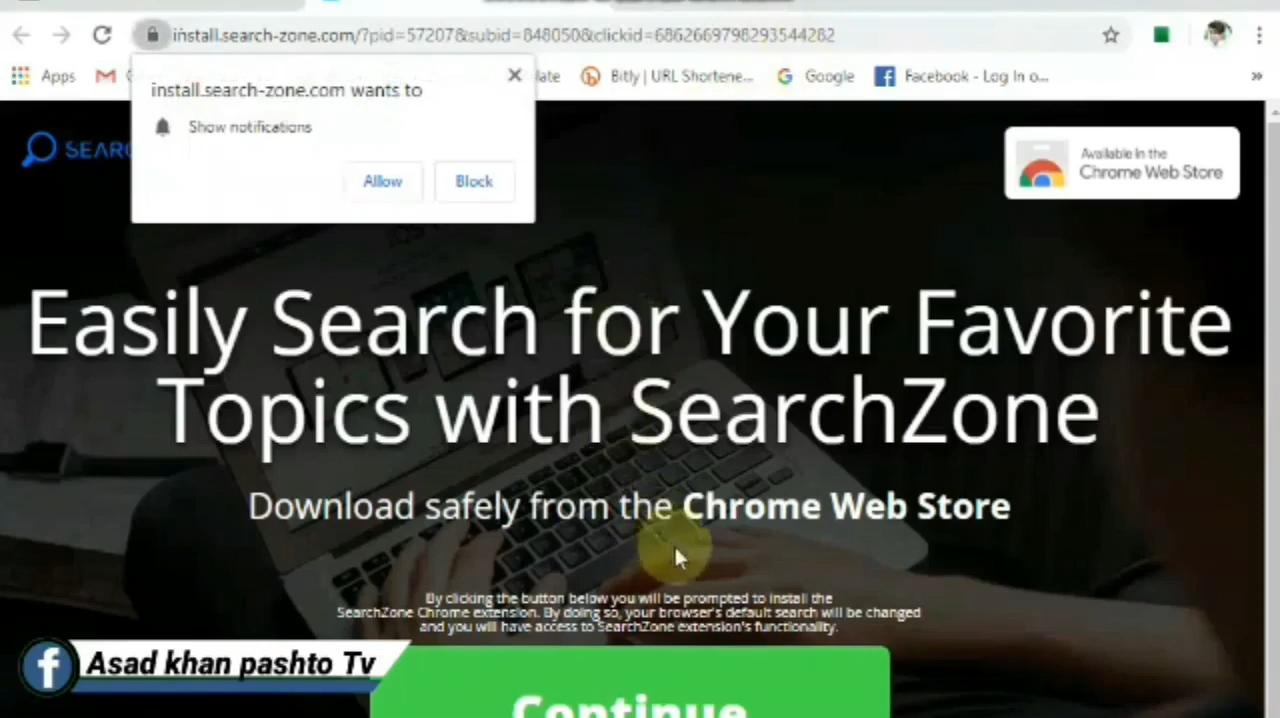 install.search-zone.com/?pid=57207&subid=848050&clickid=6862669798293544282
Apps
Bitly | URL Shortene...
Google
Facebook - Log In o...
install.search-zone.com wants to
Show notifications
Allow
Block
SEARC
Available in the
Chrome Web Store
Easily Search for Your Favorite
Topics with SearchZone
Download safely from the Chrome Web Store
By clicking the button below you will be prompted to install the
SearchZone Chrome extension. By doing so, your browser's default search will be changed
and you will have access to SearchZone extension's functionality.
Asad khan pashto Tv
Continue